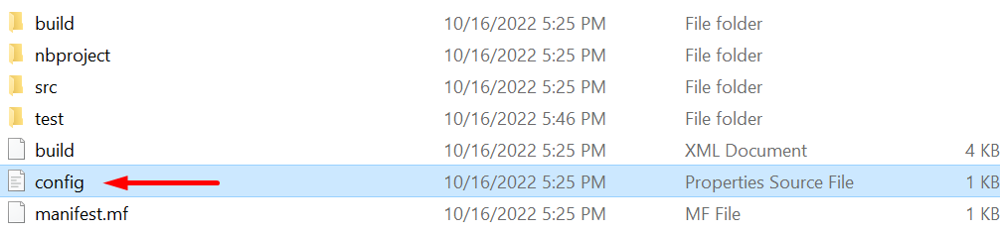 build 10/16/2022 5:25 PM File folder
nbproject 10/16/2022 5:25 PM File folder
src 10/16/2022 5:25 PM File folder
test 10/16/2022 5:46 PM File folder
build 10/16/2022 5:25 PM XML Document 4 KB
config 10/16/2022 5:25 PM Properties Source File 1 KB
manifest.mf 10/16/2022 5:25 PM MF File 1 KB